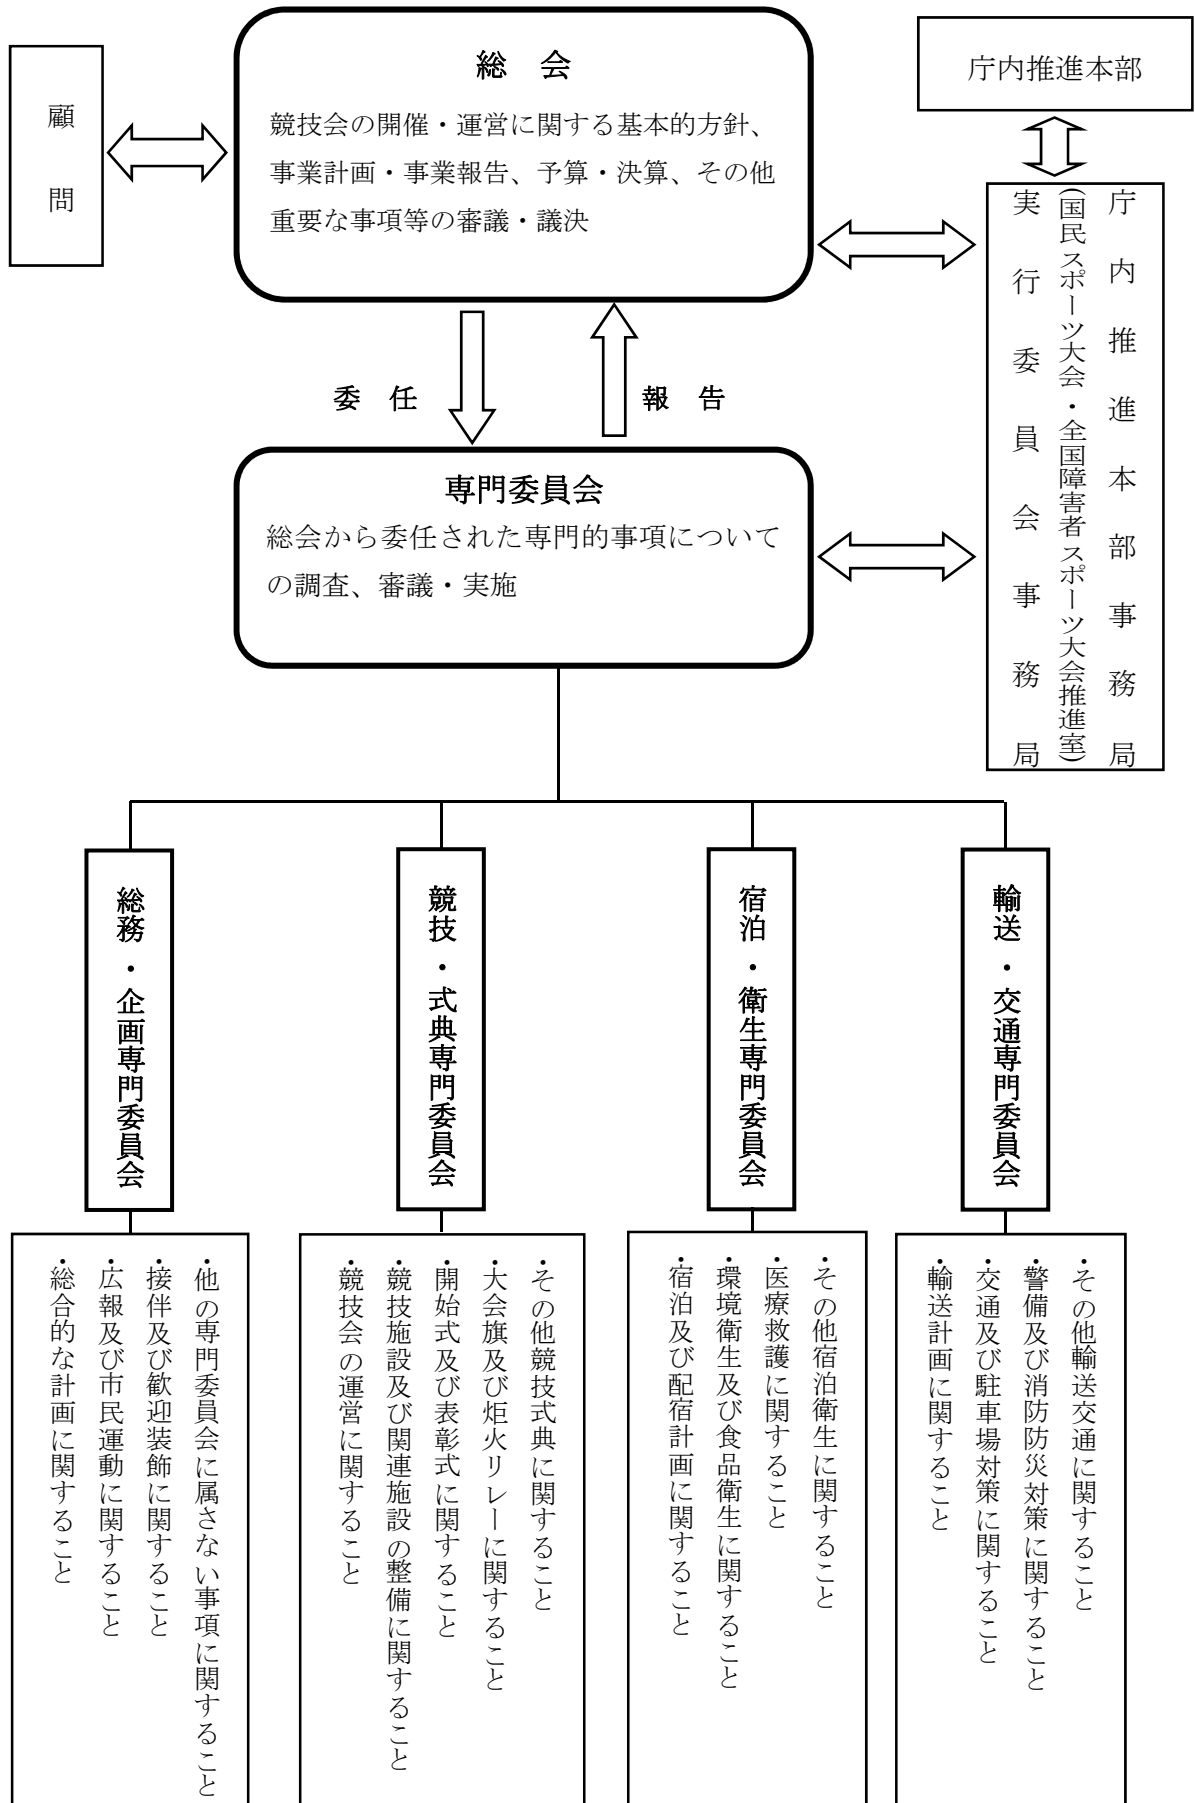 顧問
総 会
競技会の開催・運営に関する基本的方針、
事業計画・事業報告、予算・決算、その他
重要な事項等の審議・議決
庁内推進本部
庁内推進本部事務局
(国民スポーツ大会・全国障害者スポーツ大会推進室)
実行委員会事務局
委 任
報 告
専門委員会
総会から委任された専門的事項について
の調査、審議・実施
総務・企画専門委員会
・総合的な計画に関すること
・広報及び市民運動に関すること
・接伴及び歓迎装飾に関すること
・他の専門委員会に属さない事項に関すること
競技・式典専門委員会
・競技会の運営に関すること
・競技施設及び関連施設の整備に関すること
・開始式及び表彰式に関すること
・大会旗及び炬火リレーに関すること
・その他競技式典に関すること
宿泊・衛生専門委員会
・宿泊及び配宿計画に関すること
・環境衛生及び食品衛生に関すること
・医療救護に関すること
・その他宿泊衛生に関すること
輸送・交通専門委員会
・輸送計画に関すること
・交通及び駐車場対策に関すること
・警備及び消防防災対策に関すること
・その他輸送交通に関すること